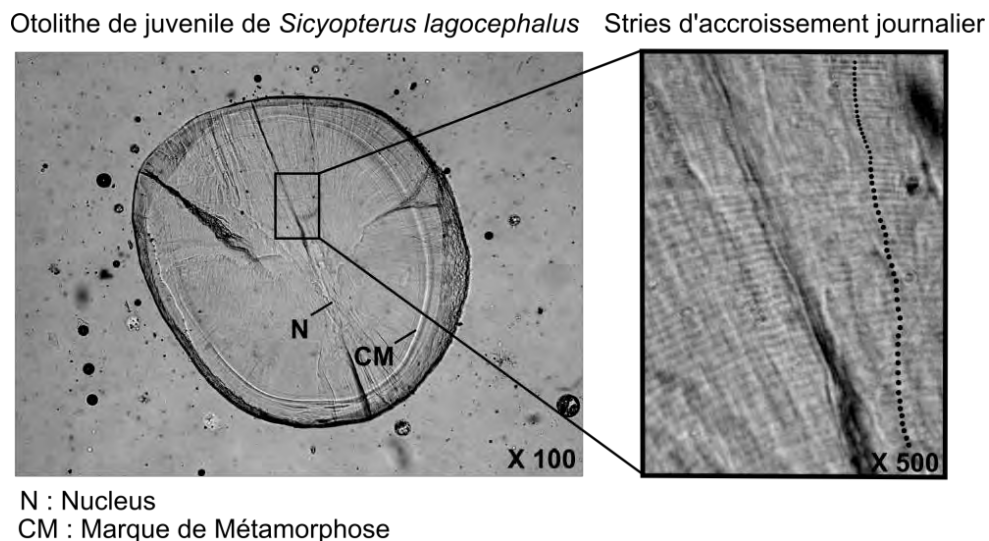 Otolithe de juvenile de Sicyopterus lagocephalus
Stries d'accroissement journalier
N
CM
X 100
X 500
N : Nucleus
CM : Marque de Métamorphose